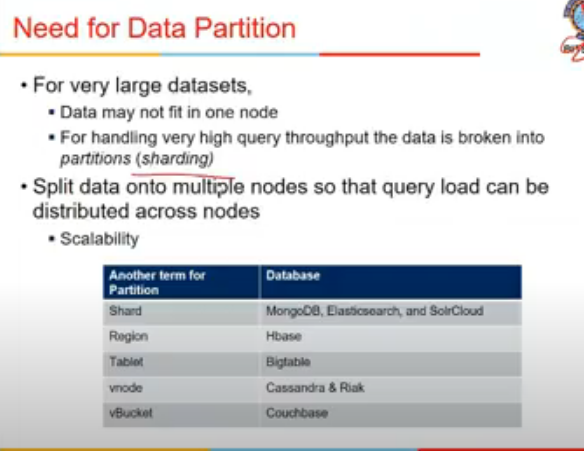 Need for Data Partition
• For very large datasets,
▪ Data may not fit in one node
▪ For handling very high query throughput the data is broken into
partitions (sharding)
• Split data onto multiple nodes so that query load can be
distributed across nodes
▪ Scalability
Another term for Database
Partition
Shard MongoDB, Elasticsearch, and SolrCloud
Region Hbase
Tablet Bigtable
vnode Cassandra & Riak
vBucket Couchbase